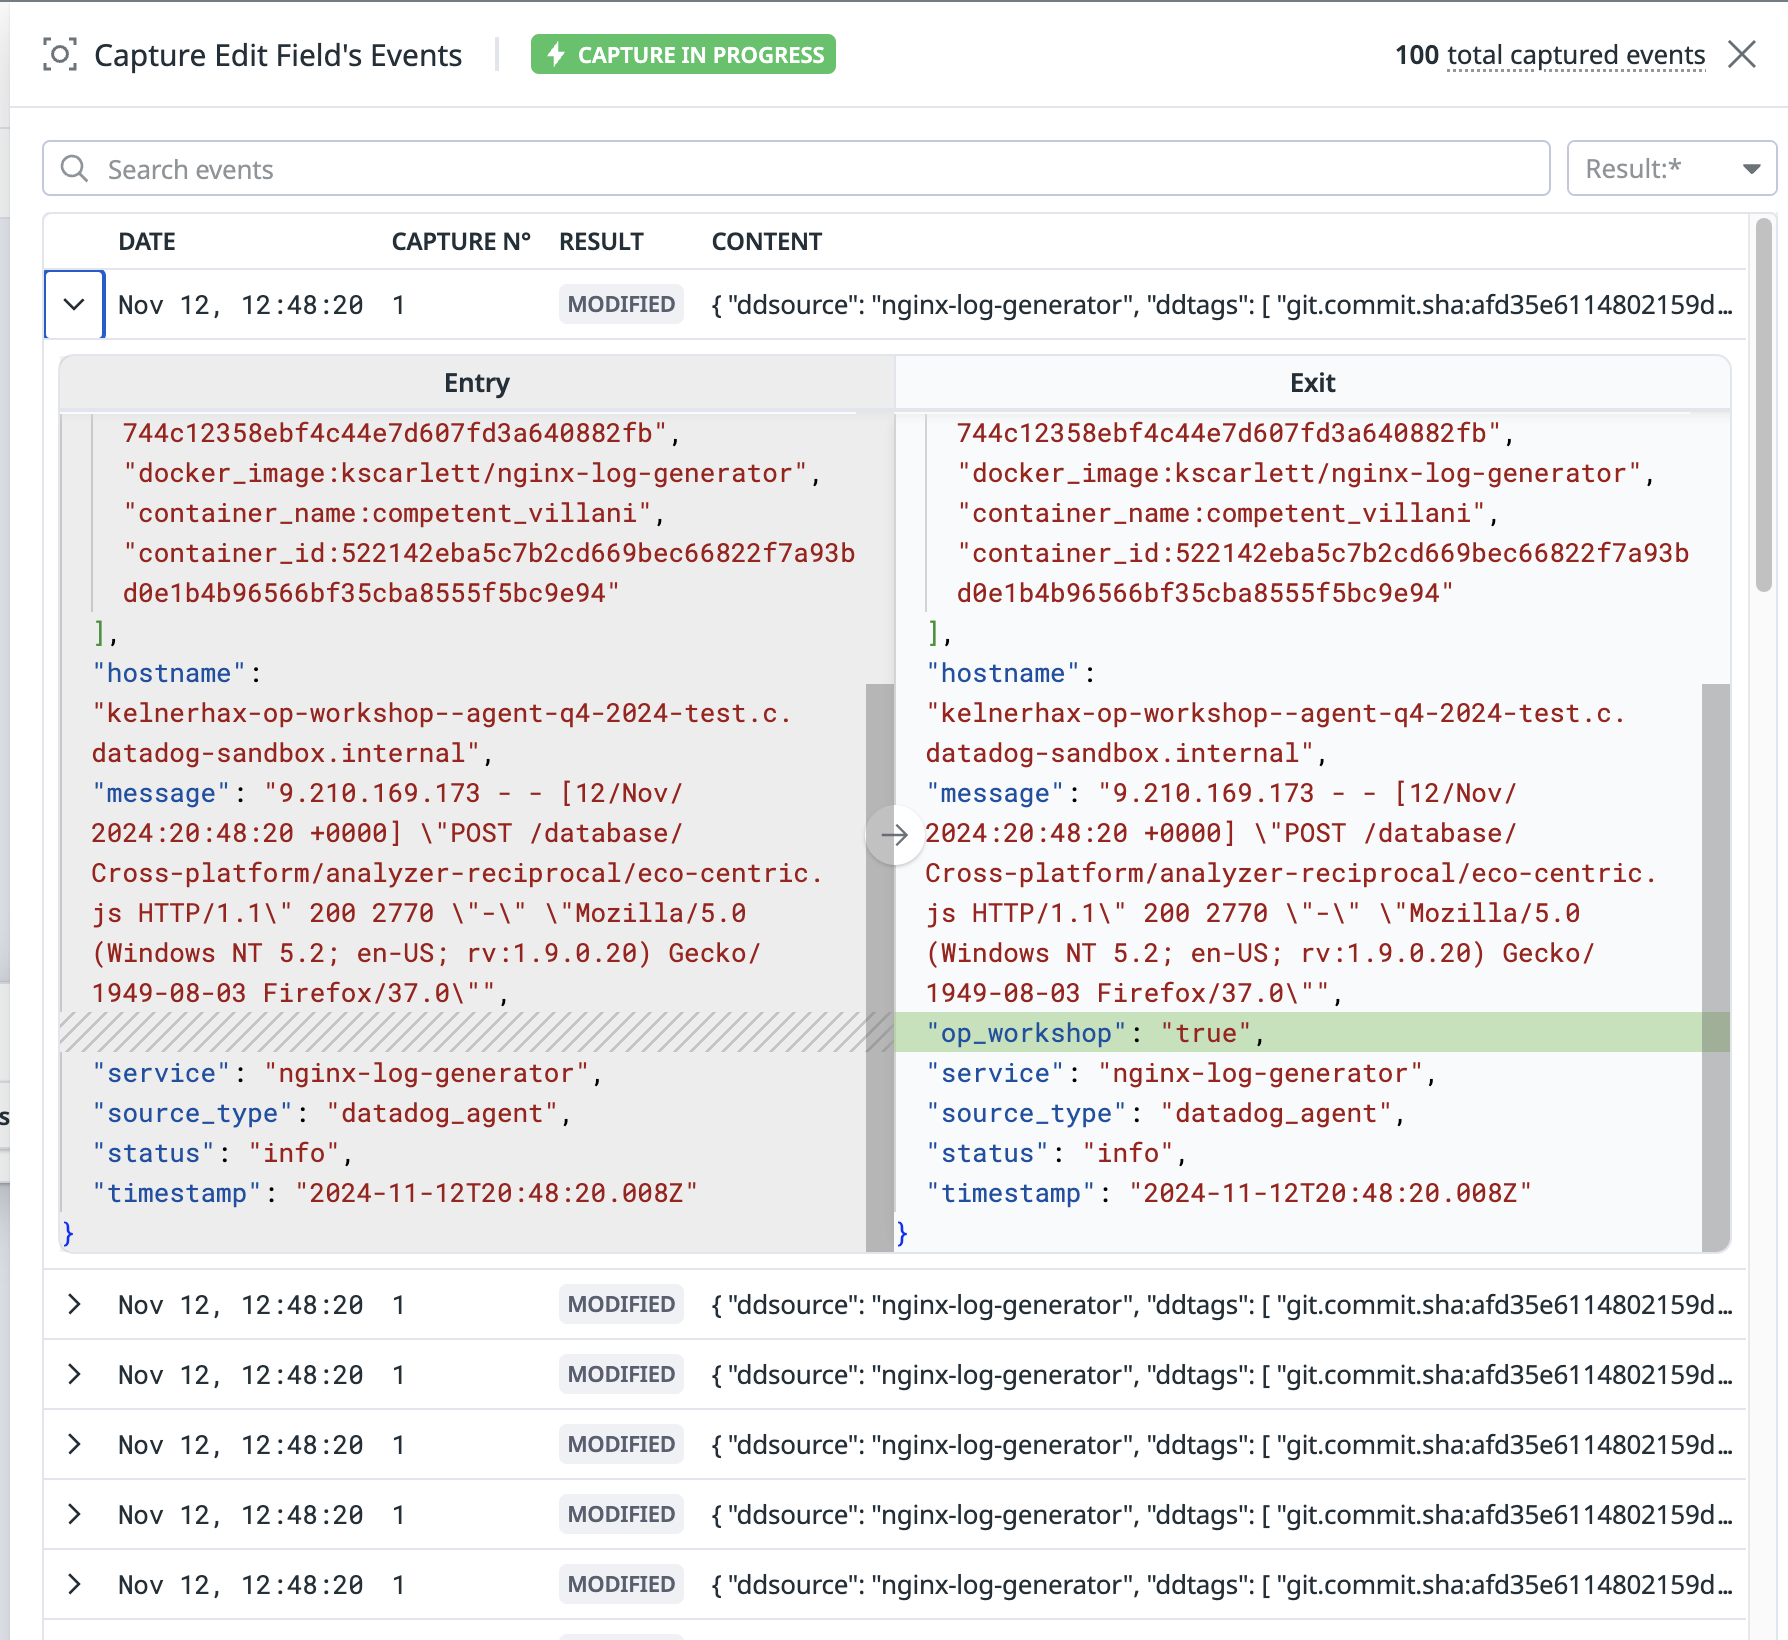 Capture Edit Field's Events
CAPTURE IN PROGRESS
100 total captured events
Search events
Result:*
DATE CAPTURE N° RESULT CONTENT
Nov 12, 12:48:20 1 MODIFIED { "ddsource": "nginx-log-generator", "ddtags": [ "git.commit.sha:afd35e6114802159d...
Entry
744c12358ebf4c44e7d607fd3a640882fb",
"docker_image:kscarlett/nginx-log-generator",
"container_name:competent_villani",
"container_id:522142eba5c7b2cd669bec66822f7a93b
d0e1b4b96566bf35cba8555f5bc9e94"
],
"hostname":
"kelnerhax-op-workshop--agent-q4-2024-test.c.
datadog-sandbox.internal",
"message": "9.210.169.173 - - [12/Nov/
2024:20:48:20 +0000] \"POST /database/
Cross-platform/analyzer-reciprocal/eco-centric.
js HTTP/1.1\" 200 2770 \"-\" \"Mozilla/5.0
(Windows NT 5.2; en-US; rv:1.9.0.20) Gecko/
1949-08-03 Firefox/37.0\"",
"service": "nginx-log-generator",
"source_type": "datadog_agent",
"status": "info",
"timestamp": "2024-11-12T20:48:20.008Z"
}
Exit
744c12358ebf4c44e7d607fd3a640882fb",
"docker_image:kscarlett/nginx-log-generator",
"container_name:competent_villani",
"container_id:522142eba5c7b2cd669bec66822f7a93b
d0e1b4b96566bf35cba8555f5bc9e94"
],
"hostname":
"kelnerhax-op-workshop--agent-q4-2024-test.c.
datadog-sandbox.internal",
"message": "9.210.169.173 - - [12/Nov/
2024:20:48:20 +0000] \"POST /database/
Cross-platform/analyzer-reciprocal/eco-centric.
js HTTP/1.1\" 200 2770 \"-\" \"Mozilla/5.0
(Windows NT 5.2; en-US; rv:1.9.0.20) Gecko/
1949-08-03 Firefox/37.0\"",
"op_workshop": "true",
"service": "nginx-log-generator",
"source_type": "datadog_agent",
"status": "info",
"timestamp": "2024-11-12T20:48:20.008Z"
}
s
Nov 12, 12:48:20 1 MODIFIED { "ddsource": "nginx-log-generator", "ddtags": [ "git.commit.sha:afd35e6114802159d...
Nov 12, 12:48:20 1 MODIFIED { "ddsource": "nginx-log-generator", "ddtags": [ "git.commit.sha:afd35e6114802159d...
Nov 12, 12:48:20 1 MODIFIED { "ddsource": "nginx-log-generator", "ddtags": [ "git.commit.sha:afd35e6114802159d...
Nov 12, 12:48:20 1 MODIFIED { "ddsource": "nginx-log-generator", "ddtags": [ "git.commit.sha:afd35e6114802159d...
Nov 12, 12:48:20 1 MODIFIED { "ddsource": "nginx-log-generator", "ddtags": [ "git.commit.sha:afd35e6114802159d...